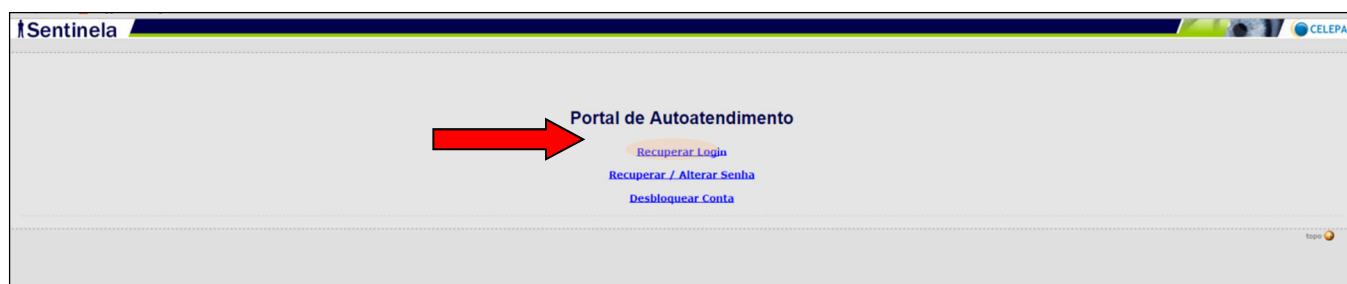 Sentinela
CELEPA
Portal de Autoatendimento
Recuperar Login
Recuperar / Alterar Senha
Desbloquear Conta
topo